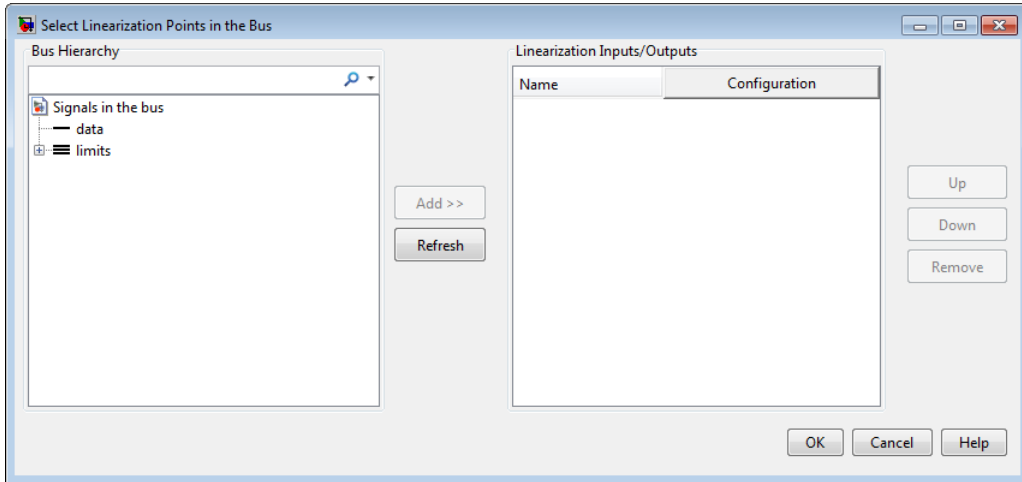 Select Linearization Points in the Bus
Bus Hierarchy
Signals in the bus
data
limits
Add >>
Refresh
Linearization Inputs/Outputs
Name Configuration
Up
Down
Remove
OK Cancel Help